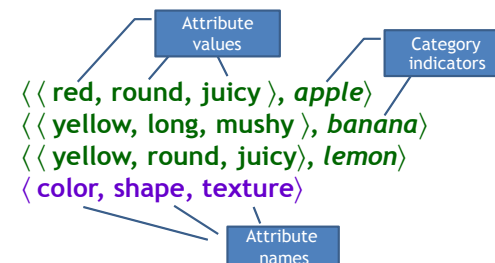 Attribute
values
Category
indicators
⟨ ⟨ red, round, juicy ⟩, apple⟩
⟨ ⟨ yellow, long, mushy ⟩, banana⟩
⟨ ⟨ yellow, round, juicy⟩, lemon⟩
⟨ color, shape, texture⟩
Attribute
names